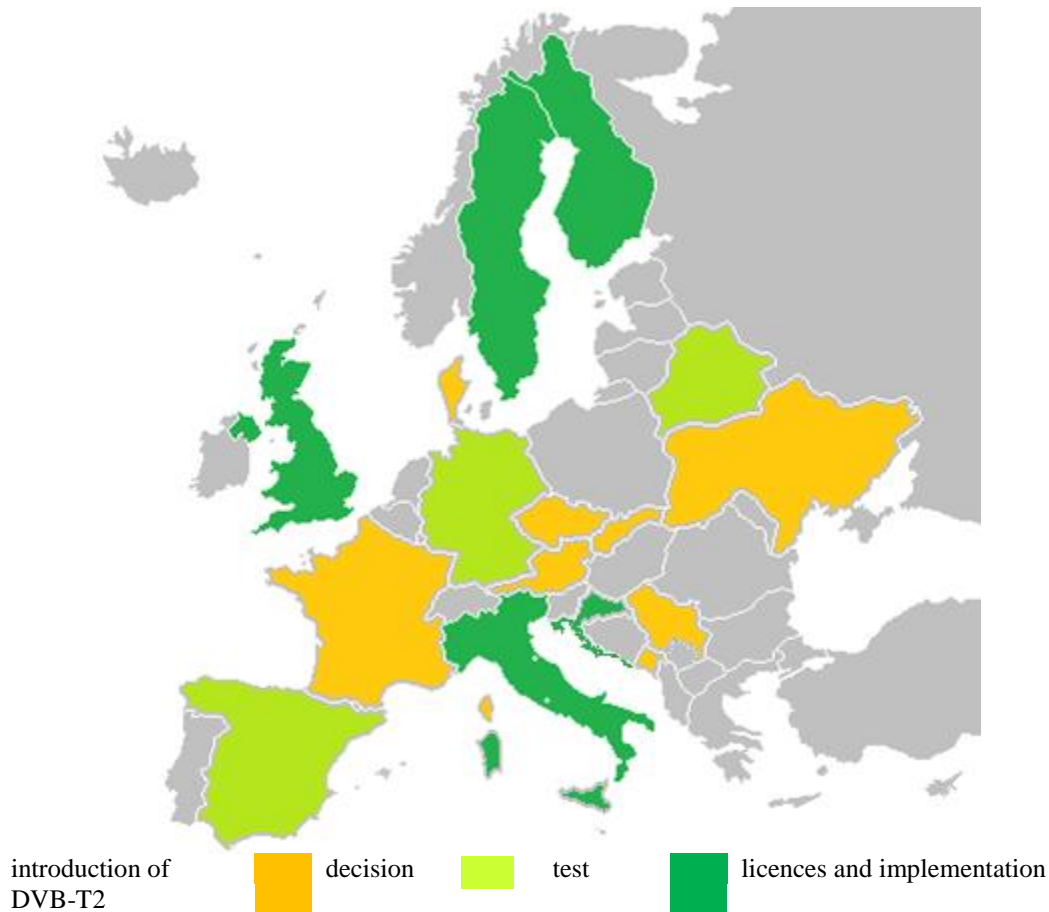 introduction of
DVB-T2
decision
test
licences and implementation